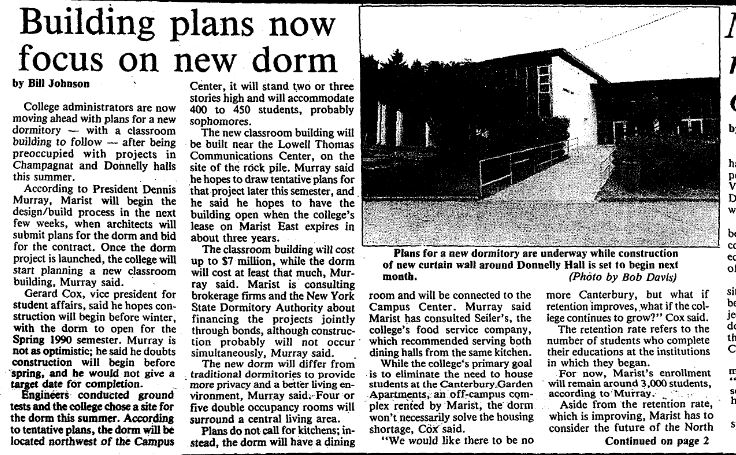 Building plans now
focus on new dorm
by Bill Johnson
College administrators are now
moving ahead with plans for a new
dormitory — with a classroom
building to follow — after being
preoccupied with projects in
Champagnat and Donnelly halls
this summer.
According to President Dennis
Murray, Marist will begin the
design/build process in the next
few weeks, when architects will
submit plans for the dorm and bid
for the contract. Once the dorm
project is launched, the college will
start planning a new classroom
building, Murray said.
Gerard Cox, vice president for
student affairs, said he hopes con-
struction will begin before winter,
with the dorm to open for the
Spring 1990 semester. Murray is
not as optimistic; he said he doubts
construction will begin before
spring, and he would not give a
target date for completion.
Engineers conducted ground
tests and the college chose a site for
the dorm this summer. According
to tentative plans, the dorm will be
located northwest of the Campus
Center, it will stand two or three
stories high and will accommodate
400 to 450 students, probably
sophomores.
The new classroom building will
be built near the Lowell Thomas
Communications Center, on the
site of the rock pile. Murray said
he hopes to draw tentative plans for
that project later this semester, and
he said he hopes to have the
building open when the college's
lease on Marist East expires in
about three years.
The classroom building will cost
up to $7 million, while the dorm
will cost at least that much, Mur-
ray said. Marist is consulting
brokerage firms and the New York
State Dormitory Authority about
financing the projects jointly
through bonds, although construc-
tion probably will not occur
simultaneously, Murray said.
The new dorm will differ from
traditional dormitories to provide
more privacy and a better living en-
vironment, Murray said. Four or
five double occupancy rooms will
surround a central living area.
Plans do not call for kitchens; in-
stead, the dorm will have a dining
Plans for a new dormitory are underway while construction
of new curtain wall around Donnelly Hall is set to begin next
month.
(Photo by Bob Davis)
room and will be connected to the
Campus Center. Murray said
Marist has consulted Seiler's, the
college's food service company,
which recommended serving both
dining halls from the same kitchen.
While the college's primary goal
is to eliminate the need to house
students at the Canterbury Garden
Apartments, an off-campus com-
plex rented by Marist, the dorm
won't necessarily solve the housing
shortage, Cox said.
"We would like there to be no
more Canterbury, but what if
retention improves, what if the col-
lege continues to grow?" Cox said.
The retention rate refers to the
number of students who complete
their educations at the institutions
in which they began.
For now, Marist's enrollment
will remain around 3,000 students,
according to Murray.
Aside from the retention rate,
which is improving, Marist has to
consider the future of the North
Continued on page 2